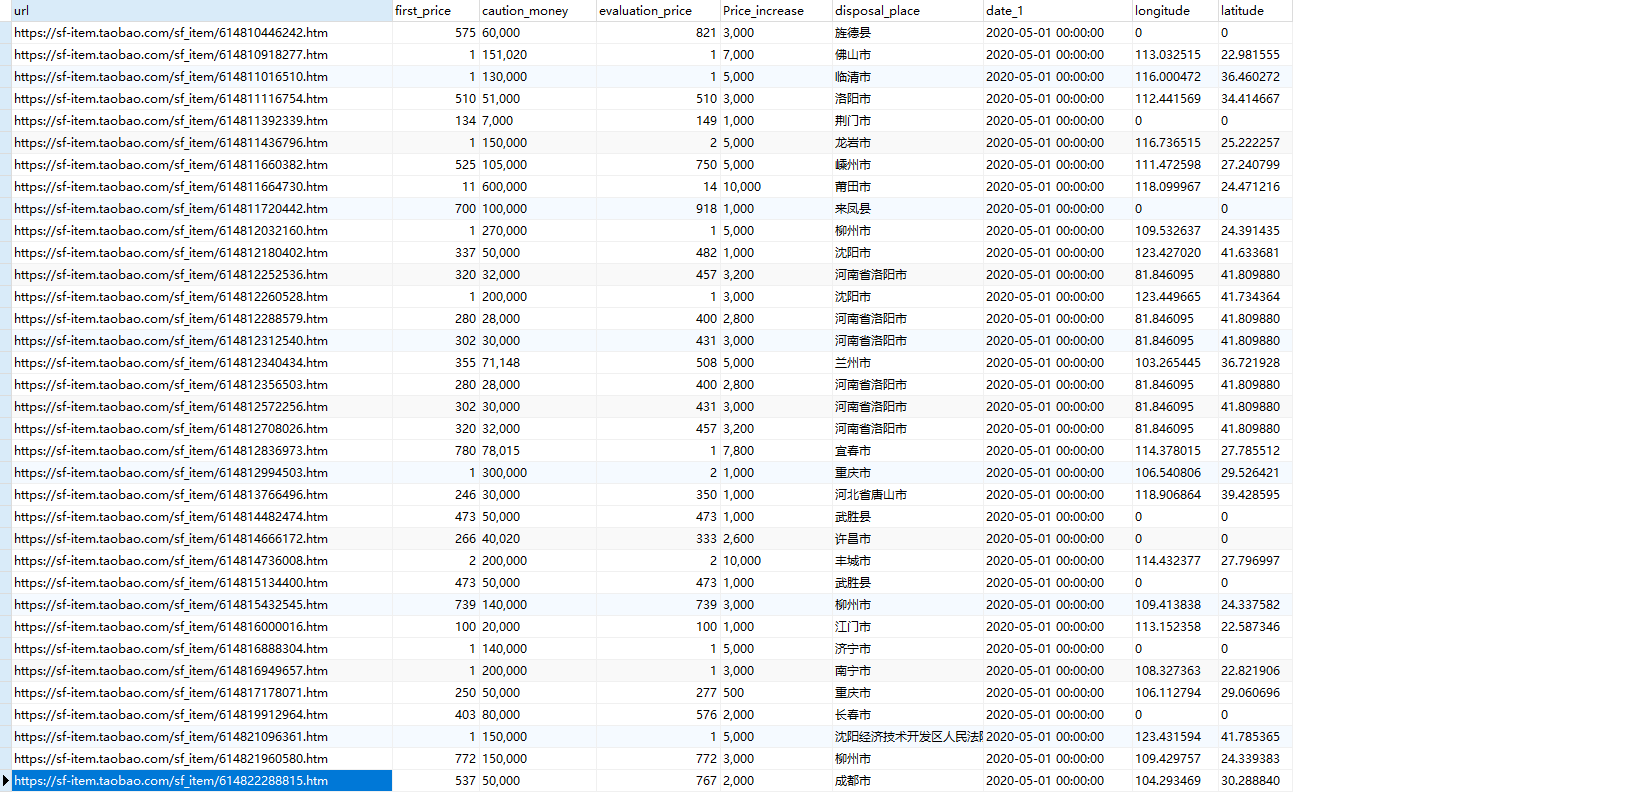 url first_price caution_money evaluation_price Price_increase disposal_place date_1 longitude latitude
https://sf-item.taobao.com/sf_item/614810446242.htm 575 60,000 821 3,000 旌德县 2020-05-01 00:00:00 0 0
https://sf-item.taobao.com/sf_item/614810918277.htm 1 151,020 1 7,000 佛山市 2020-05-01 00:00:00 113.032515 22.981555
https://sf-item.taobao.com/sf_item/614811016510.htm 1 130,000 1 5,000 临清市 2020-05-01 00:00:00 116.000472 36.460272
https://sf-item.taobao.com/sf_item/614811116754.htm 510 51,000 510 3,000 洛阳市 2020-05-01 00:00:00 112.441569 34.414667
https://sf-item.taobao.com/sf_item/614811392339.htm 134 7,000 149 1,000 荆门市 2020-05-01 00:00:00 0 0
https://sf-item.taobao.com/sf_item/614811436796.htm 1 150,000 2 5,000 龙岩市 2020-05-01 00:00:00 116.736515 25.222257
https://sf-item.taobao.com/sf_item/614811660382.htm 525 105,000 750 5,000 嵊州市 2020-05-01 00:00:00 111.472598 27.240799
https://sf-item.taobao.com/sf_item/614811664730.htm 11 600,000 14 10,000 莆田市 2020-05-01 00:00:00 118.099967 24.471216
https://sf-item.taobao.com/sf_item/614811720442.htm 700 100,000 918 1,000 来凤县 2020-05-01 00:00:00 0 0
https://sf-item.taobao.com/sf_item/614812032160.htm 1 270,000 1 5,000 柳州市 2020-05-01 00:00:00 109.532637 24.391435
https://sf-item.taobao.com/sf_item/614812180402.htm 337 50,000 482 1,000 沈阳市 2020-05-01 00:00:00 123.427020 41.633681
https://sf-item.taobao.com/sf_item/614812252536.htm 320 32,000 457 3,200 河南省洛阳市 2020-05-01 00:00:00 81.846095 41.809880
https://sf-item.taobao.com/sf_item/614812260528.htm 1 200,000 1 3,000 沈阳市 2020-05-01 00:00:00 123.449665 41.734364
https://sf-item.taobao.com/sf_item/614812288579.htm 280 28,000 400 2,800 河南省洛阳市 2020-05-01 00:00:00 81.846095 41.809880
https://sf-item.taobao.com/sf_item/614812312540.htm 302 30,000 431 3,000 河南省洛阳市 2020-05-01 00:00:00 81.846095 41.809880
https://sf-item.taobao.com/sf_item/614812340434.htm 355 71,148 508 5,000 兰州市 2020-05-01 00:00:00 103.265445 36.721928
https://sf-item.taobao.com/sf_item/614812356503.htm 280 28,000 400 2,800 河南省洛阳市 2020-05-01 00:00:00 81.846095 41.809880
https://sf-item.taobao.com/sf_item/614812572256.htm 302 30,000 431 3,000 河南省洛阳市 2020-05-01 00:00:00 81.846095 41.809880
https://sf-item.taobao.com/sf_item/614812708026.htm 320 32,000 457 3,200 河南省洛阳市 2020-05-01 00:00:00 81.846095 41.809880
https://sf-item.taobao.com/sf_item/614812836973.htm 780 78,015 1 7,800 宜春市 2020-05-01 00:00:00 114.378015 27.785512
https://sf-item.taobao.com/sf_item/614812994503.htm 1 300,000 2 1,000 重庆市 2020-05-01 00:00:00 106.540806 29.526421
https://sf-item.taobao.com/sf_item/614813766496.htm 246 30,000 350 1,000 河北省唐山市 2020-05-01 00:00:00 118.906864 39.428595
https://sf-item.taobao.com/sf_item/614814482474.htm 473 50,000 473 1,000 武胜县 2020-05-01 00:00:00 0 0
https://sf-item.taobao.com/sf_item/614814666172.htm 266 40,020 333 2,600 许昌市 2020-05-01 00:00:00 0 0
https://sf-item.taobao.com/sf_item/614814736008.htm 2 200,000 2 10,000 丰城市 2020-05-01 00:00:00 114.432377 27.796997
https://sf-item.taobao.com/sf_item/614815134400.htm 473 50,000 473 1,000 武胜县 2020-05-01 00:00:00 0 0
https://sf-item.taobao.com/sf_item/614815432545.htm 739 140,000 739 3,000 柳州市 2020-05-01 00:00:00 109.413838 24.337582
https://sf-item.taobao.com/sf_item/614816000016.htm 100 20,000 100 1,000 江门市 2020-05-01 00:00:00 113.152358 22.587346
https://sf-item.taobao.com/sf_item/614816888304.htm 1 140,000 1 5,000 济宁市 2020-05-01 00:00:00 0 0
https://sf-item.taobao.com/sf_item/614816949657.htm 1 200,000 1 3,000 南宁市 2020-05-01 00:00:00 108.327363 22.821906
https://sf-item.taobao.com/sf_item/614817178071.htm 250 50,000 277 500 重庆市 2020-05-01 00:00:00 106.112794 29.060696
https://sf-item.taobao.com/sf_item/614819912964.htm 403 80,000 576 2,000 长春市 2020-05-01 00:00:00 0 0
https://sf-item.taobao.com/sf_item/614821096361.htm 1 150,000 1 5,000 沈阳经济技术开发区人民法院 2020-05-01 00:00:00 123.431594 41.785365
https://sf-item.taobao.com/sf_item/614821960580.htm 772 150,000 772 3,000 柳州市 2020-05-01 00:00:00 109.429757 24.339383
https://sf-item.taobao.com/sf_item/614822288815.htm 537 50,000 767 2,000 成都市 2020-05-01 00:00:00 104.293469 30.288840